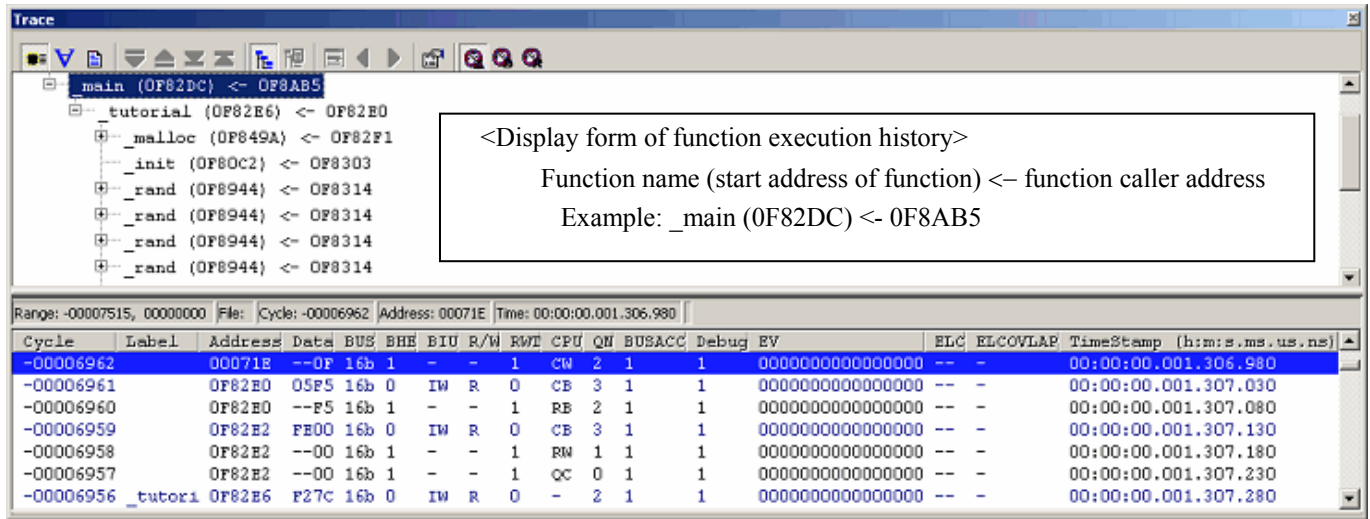 Trace
_main (0F82DC) <- 0F8AB5
_tutorial (0F82E6) <- 0F82E0
_malloc (0F849A) <- 0F82F1
_init (0F80C2) <- 0F8303
_rand (0F8944) <- 0F8314
_rand (0F8944) <- 0F8314
_rand (0F8944) <- 0F8314
_rand (0F8944) <- 0F8314
<Display form of function execution history>
Function name (start address of function) <– function caller address
Example: _main (0F82DC) <- 0F8AB5
Range: -00007515, 00000000 File: Cycle: -00006962 Address: 00071E Time: 00:00:00.001.306.980
Cycle Label Address Data BUS BHE BIU R/W RWT CPU QN BUSACC Debug EV ELC ELCOVLAP TimeStamp (h:m:s.ms.us.ns)
-00006962 00071E --0F 16b 1 - - 1 CW 2 1 1 0000000000000000 -- - 00:00:00.001.306.980
-00006961 0F82E0 05F5 16b 0 IW R 0 CB 3 1 1 0000000000000000 -- - 00:00:00.001.307.030
-00006960 0F82E0 --F5 16b 1 - - 1 RB 2 1 1 0000000000000000 -- - 00:00:00.001.307.080
-00006959 0F82E2 FE00 16b 0 IW R 0 CB 3 1 1 0000000000000000 -- - 00:00:00.001.307.130
-00006958 0F82E2 --00 16b 1 - - 1 RW 1 1 1 0000000000000000 -- - 00:00:00.001.307.180
-00006957 0F82E2 --00 16b 1 - - 1 QC 0 1 1 0000000000000000 -- - 00:00:00.001.307.230
-00006956 _tutori 0F82E6 F27C 16b 0 IW R 0 - 2 1 1 0000000000000000 -- - 00:00:00.001.307.280